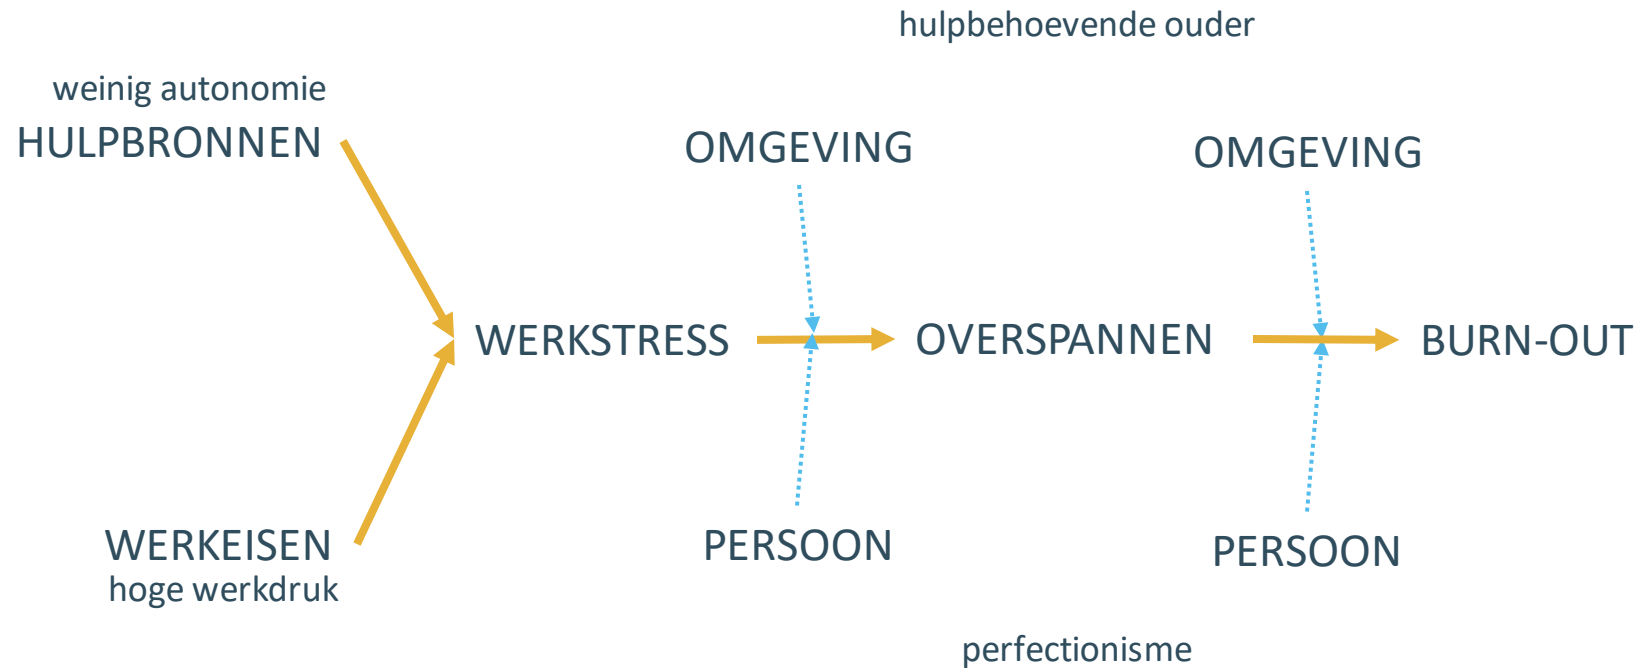 hulpbehoevende ouder
weinig autonomie
HULPBRONNEN
OMGEVING
OMGEVING
WERKSTRESS
OVERSPANNEN
BURN-OUT
WERKEISEN
hoge werkdruk
PERSOON
PERSOON
perfectionisme